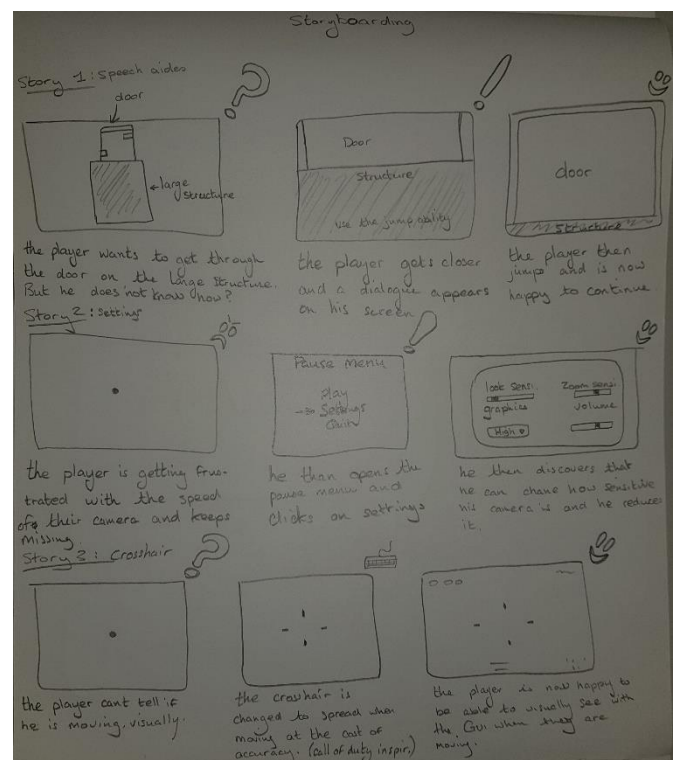 Storyboarding
Story 1: Speech aides
door
large
structure
the player wants to get through
the door on the large structure.
But he does not know how?
Door
structure
use the jump ability
the player gets closer
and a dialogue appears
on his screen
door
structure
the player then
jumps and is now
happy to continue
Story 2: settings
the player is getting frus-
trated with the speed
of their camera and keeps
missing.
Pause Menu
Play
Settings
Quit
he then opens the
pause menu and
clicks on settings
look Sensi.
Zoom Sensi
graphics
volume
High
he then discovers that
he can chane how sensitive
his camera is and he reduces
it.
Story 3: Crosshair
the player cant tell if
he is moving, visually.
the crosshair is
changed to spread when
moving at the cost of
accuracy. (call of duty inspir.)
the player is now happy to
be able to visually see with
the GUI when they are
moving.